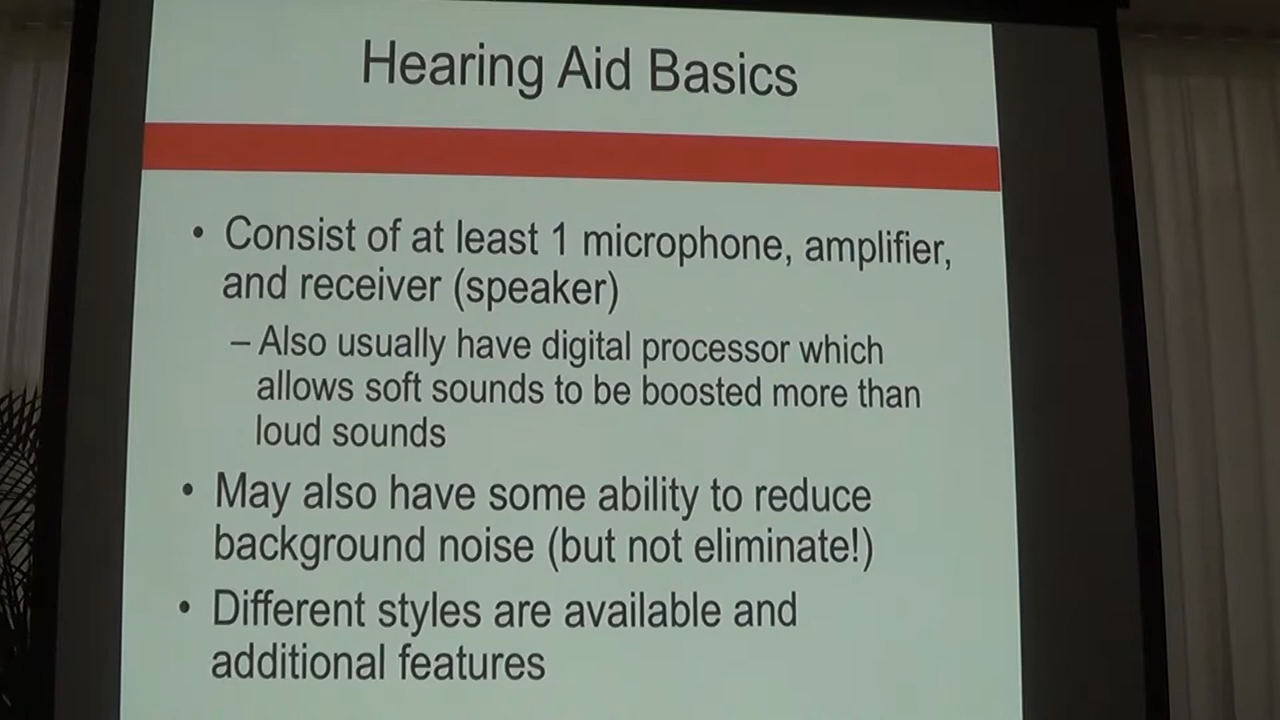 Hearing Aid Basics
• Consist of at least 1 microphone, amplifier,
and receiver (speaker)
– Also usually have digital processor which
allows soft sounds to be boosted more than
loud sounds
• May also have some ability to reduce
background noise (but not eliminate!)
• Different styles are available and
additional features